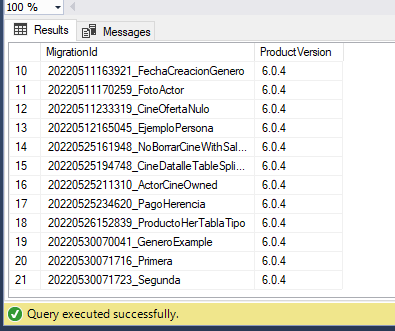 100 %
Results Messages
MigrationId ProductVersion
10 20220511163921_FechaCreacionGenero 6.0.4
11 20220511170259_FotoActor 6.0.4
12 20220511233319_CineOfertaNulo 6.0.4
13 20220512165045_EjemploPersona 6.0.4
14 20220525161948_NoBorrarCineWithSal... 6.0.4
15 20220525194748_CineDatalleTableSpli... 6.0.4
16 20220525211310_ActorCineOwned 6.0.4
17 20220525234620_PagoHerencia 6.0.4
18 20220526152839_ProductoHerTablaTipo 6.0.4
19 20220530070041_GeneroExample 6.0.4
20 20220530071716_Primera 6.0.4
21 20220530071723_Segunda 6.0.4
Query executed successfully.